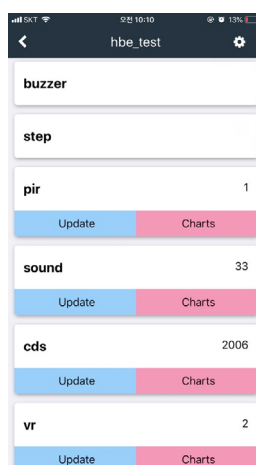 SKT 오전 10:10 13%
hbe_test
buzzer
step
pir 1
Update Charts
sound 33
Update Charts
cds 2006
Update Charts
vr 2
Update Charts